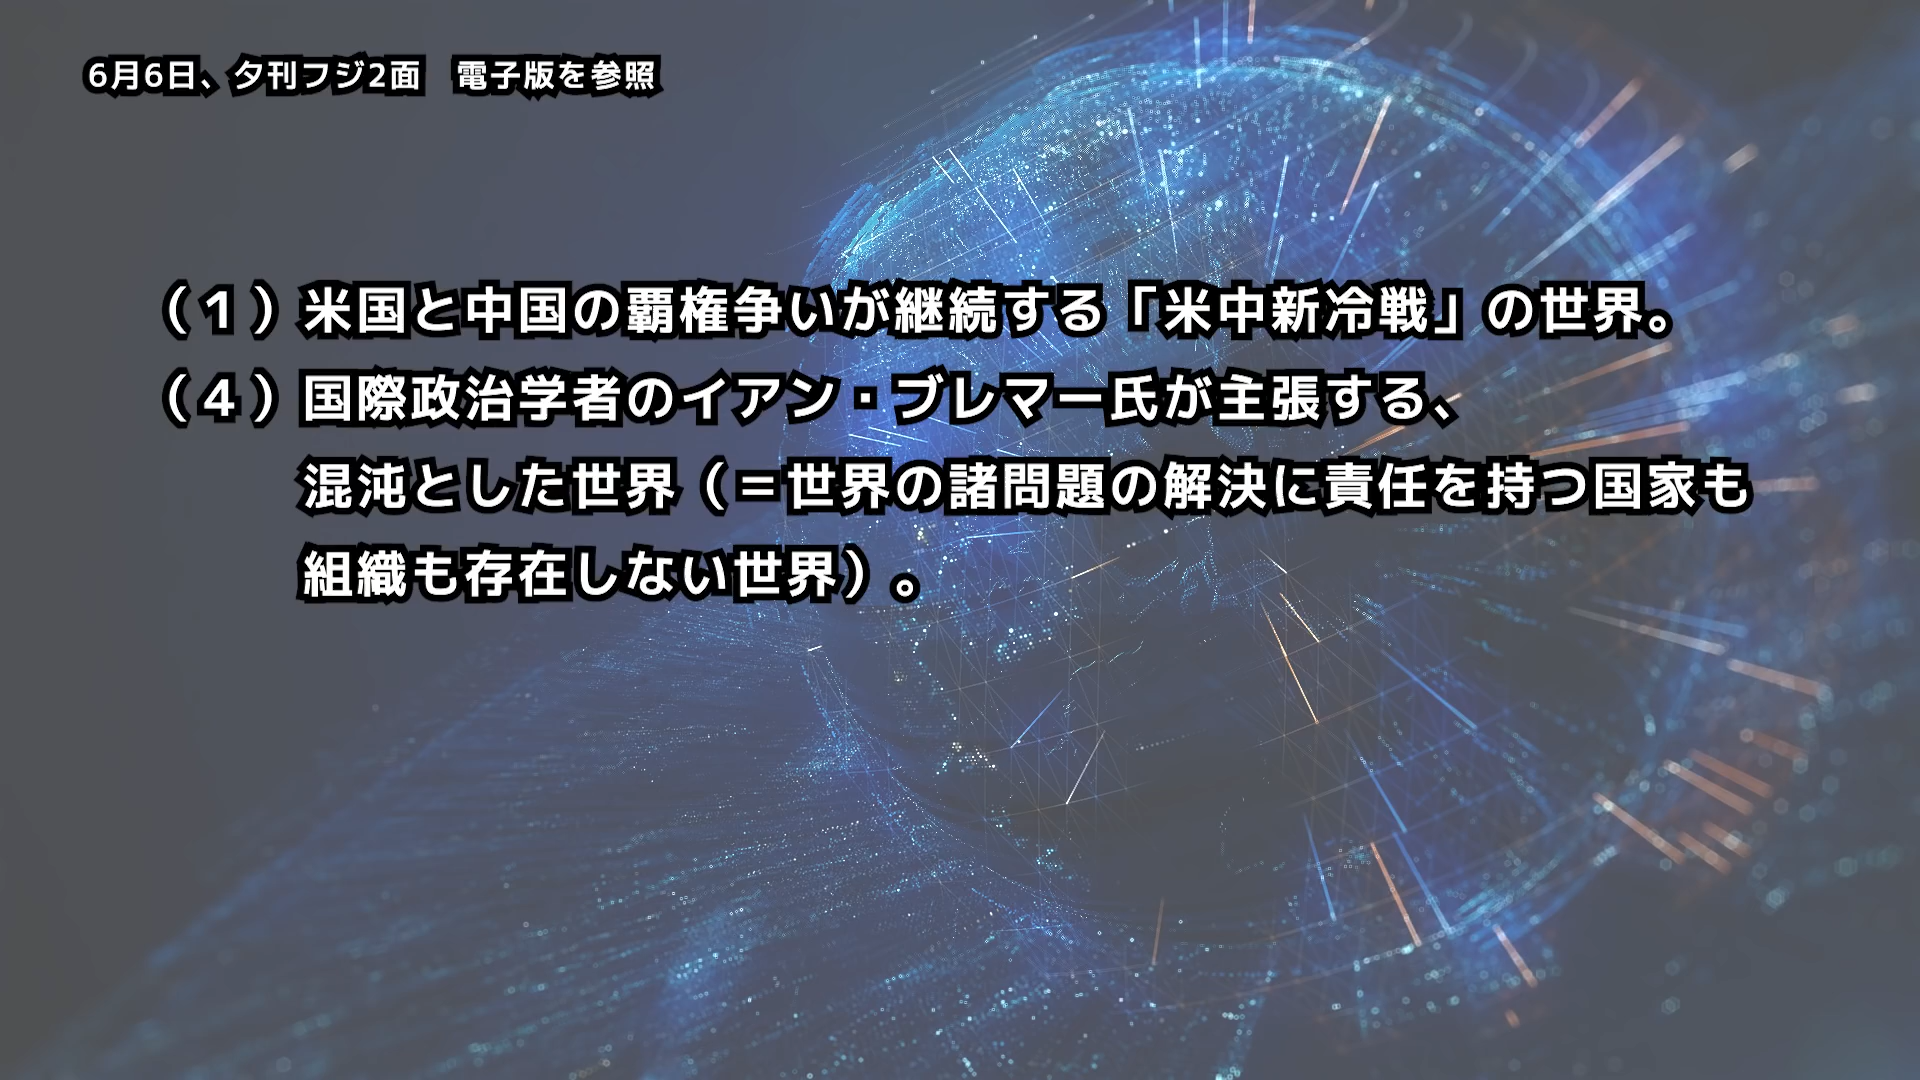 6月6日、夕刊フジ2面　電子版を参照
（１）米国と中国の覇権争いが継続する「米中新冷戦」の世界。
（４）国際政治学者のイアン・ブレマー氏が主張する、
混沌とした世界（＝世界の諸問題の解決に責任を持つ国家も
組織も存在しない世界）。